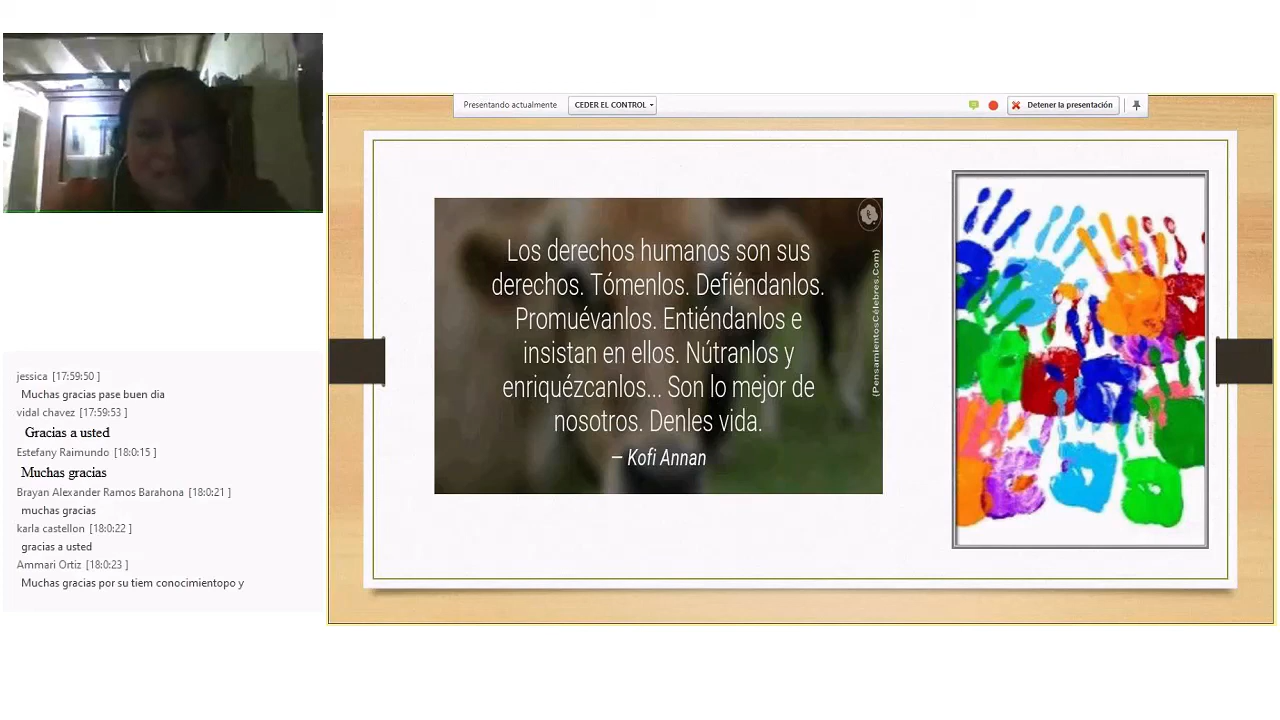 Presentando actualmente
CEDER EL CONTROL
Detener la presentación
Los derechos humanos son sus
derechos. Tómenlos. Defiéndanlos.
Promuévanlos. Entiéndanlos e
insistan en ellos. Nútranlos y
enriquézcanlos... Son lo mejor de
nosotros. Denles vida.
— Kofi Annan
(PensamientosCélebres.Com)
jessica [17:59:50 ]
Muchas gracias pase buen dia
vidal chavez [17:59:53 ]
Gracias a usted
Estefany Raimundo [18:0:15 ]
Muchas gracias
Brayan Alexander Ramos Barahona [18:0:21 ]
muchas gracias
karla castellon [18:0:22 ]
gracias a usted
Ammari Ortiz [18:0:23 ]
Muchas gracias por su tiem conocimientopo y